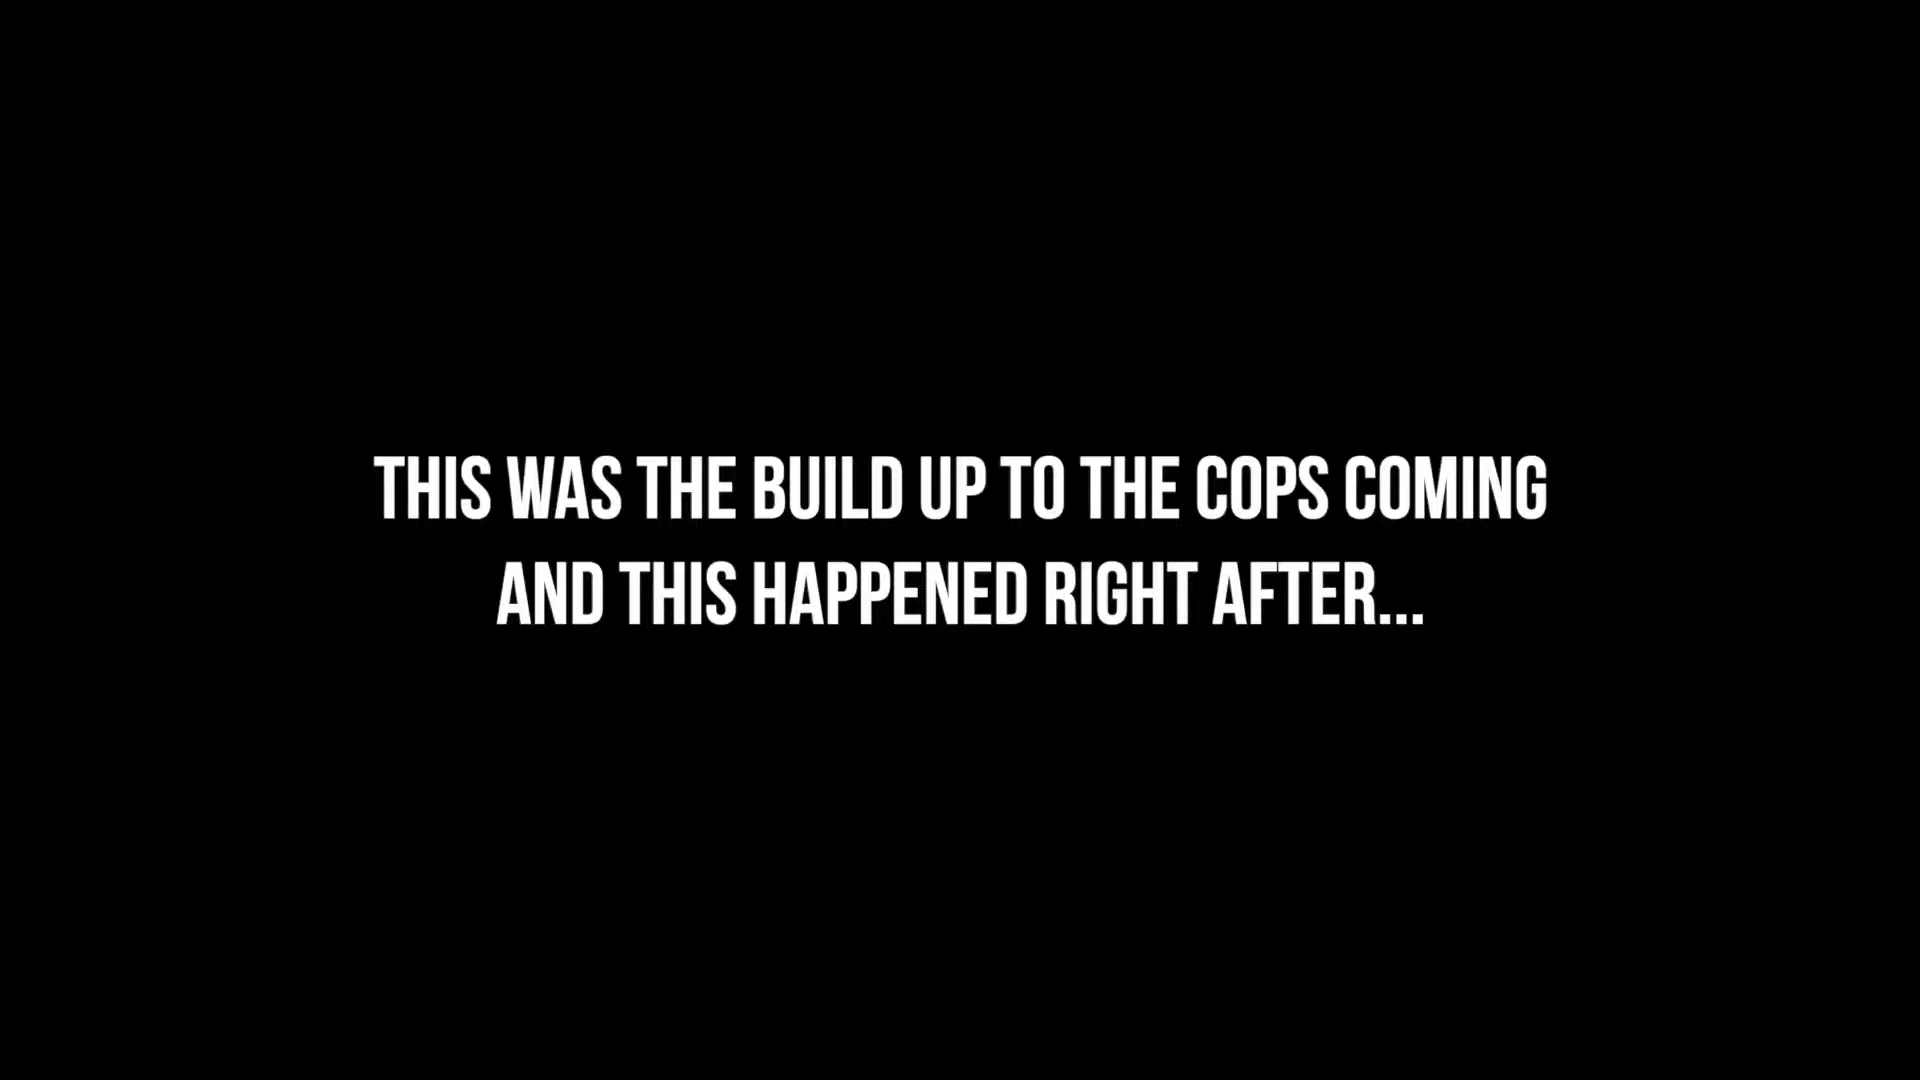 THIS WAS THE BUILD UP TO THE COPS COMING
AND THIS HAPPENED RIGHT AFTER...